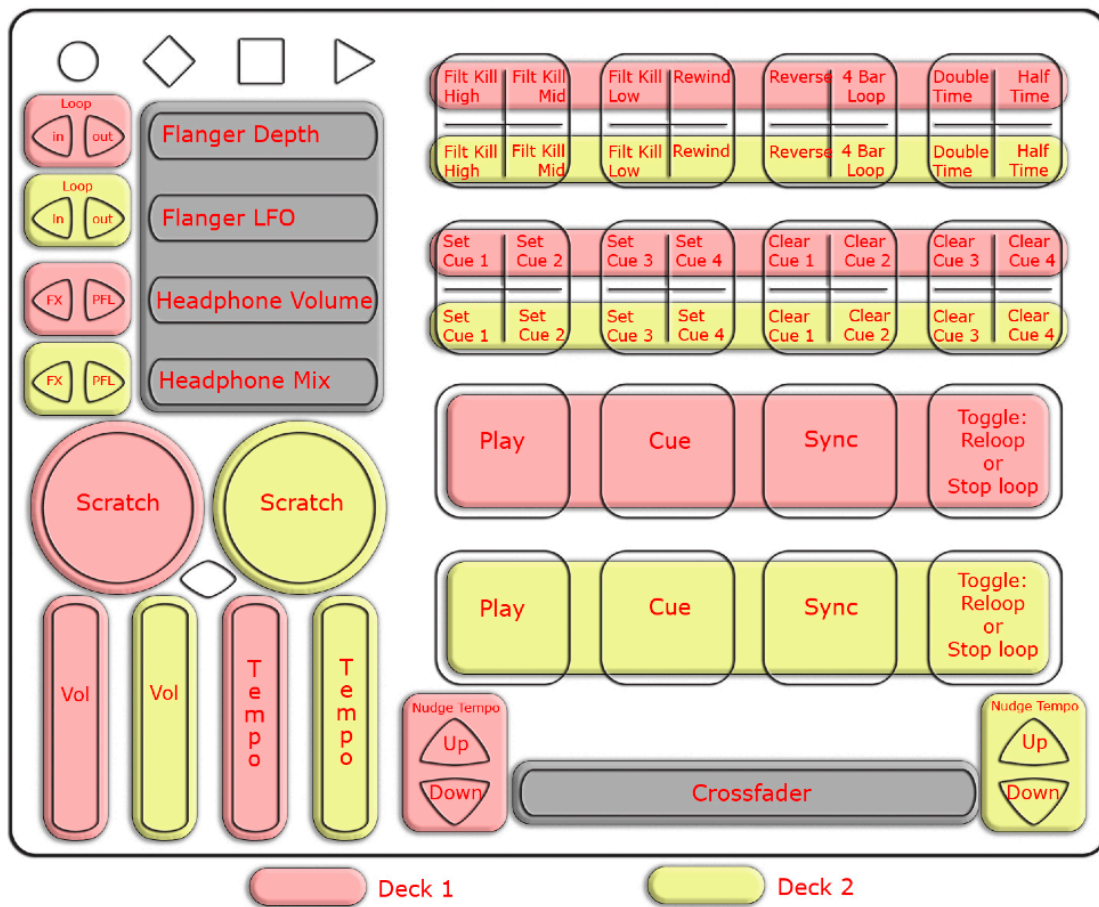 Loop
in out
Loop
in out
FX PFL
FX PFL
Flanger Depth
Flanger LFO
Headphone Volume
Headphone Mix
Scratch
Scratch
Vol
Vol
Tempo
Tempo
Filt Kill High
Filt Kill Mid
Filt Kill Low
Rewind
Reverse
4 Bar Loop
Double Time
Half Time
Filt Kill High
Filt Kill Mid
Filt Kill Low
Rewind
Reverse
4 Bar Loop
Double Time
Half Time
Set Cue 1
Set Cue 2
Set Cue 3
Set Cue 4
Clear Cue 1
Clear Cue 2
Clear Cue 3
Clear Cue 4
Set Cue 1
Set Cue 2
Set Cue 3
Set Cue 4
Clear Cue 1
Clear Cue 2
Clear Cue 3
Clear Cue 4
Play
Cue
Sync
Toggle:
Reloop
or
Stop loop
Play
Cue
Sync
Toggle:
Reloop
or
Stop loop
Nudge Tempo
Up
Down
Crossfader
Nudge Tempo
Up
Down
Deck 1
Deck 2